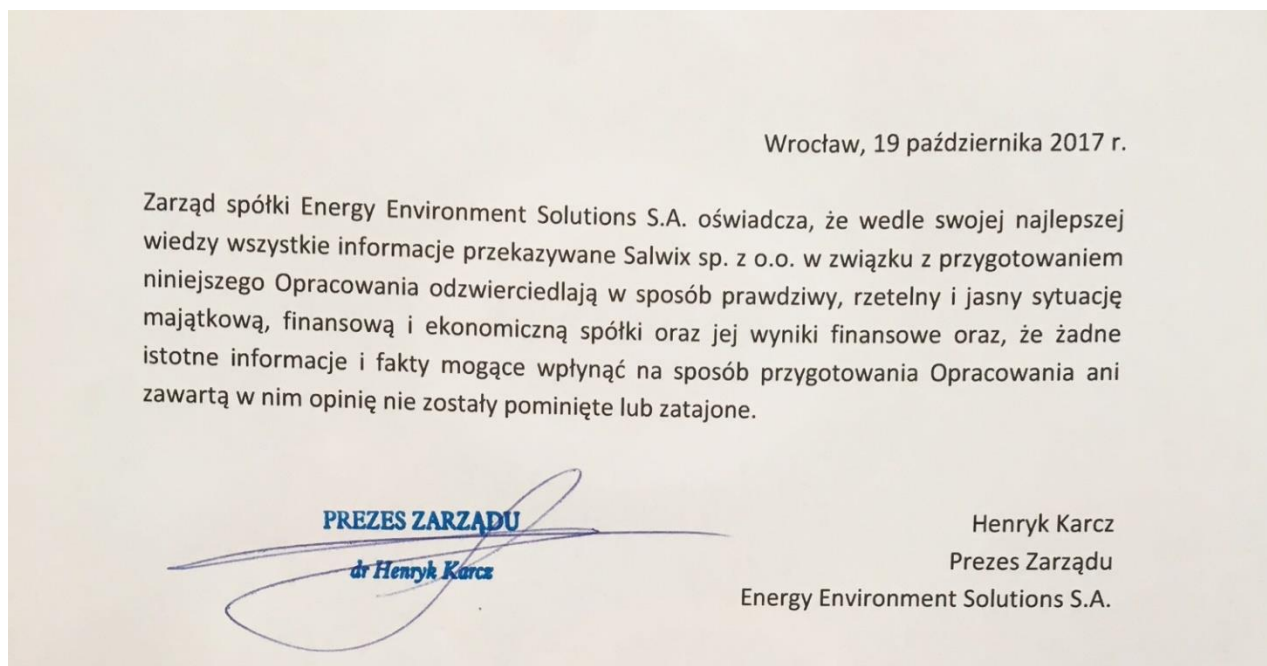 Wrocław, 19 października 2017 r.
Zarząd spółki Energy Environment Solutions S.A. oświadcza, że wedle swojej najlepszej
wiedzy wszystkie informacje przekazywane Salwix sp. z o.o. w związku z przygotowaniem
niniejszego Opracowania odzwierciedlają w sposób prawdziwy, rzetelny i jasny sytuację
majątkową, finansową i ekonomiczną spółki oraz jej wyniki finansowe oraz, że żadne
istotne informacje i fakty mogące wpłynąć na sposób przygotowania Opracowania ani
zawartą w nim opinię nie zostały pominięte lub zatajone.
PREZES ZARZĄDU
dr Henryk Karcz
Henryk Karcz
Prezes Zarządu
Energy Environment Solutions S.A.